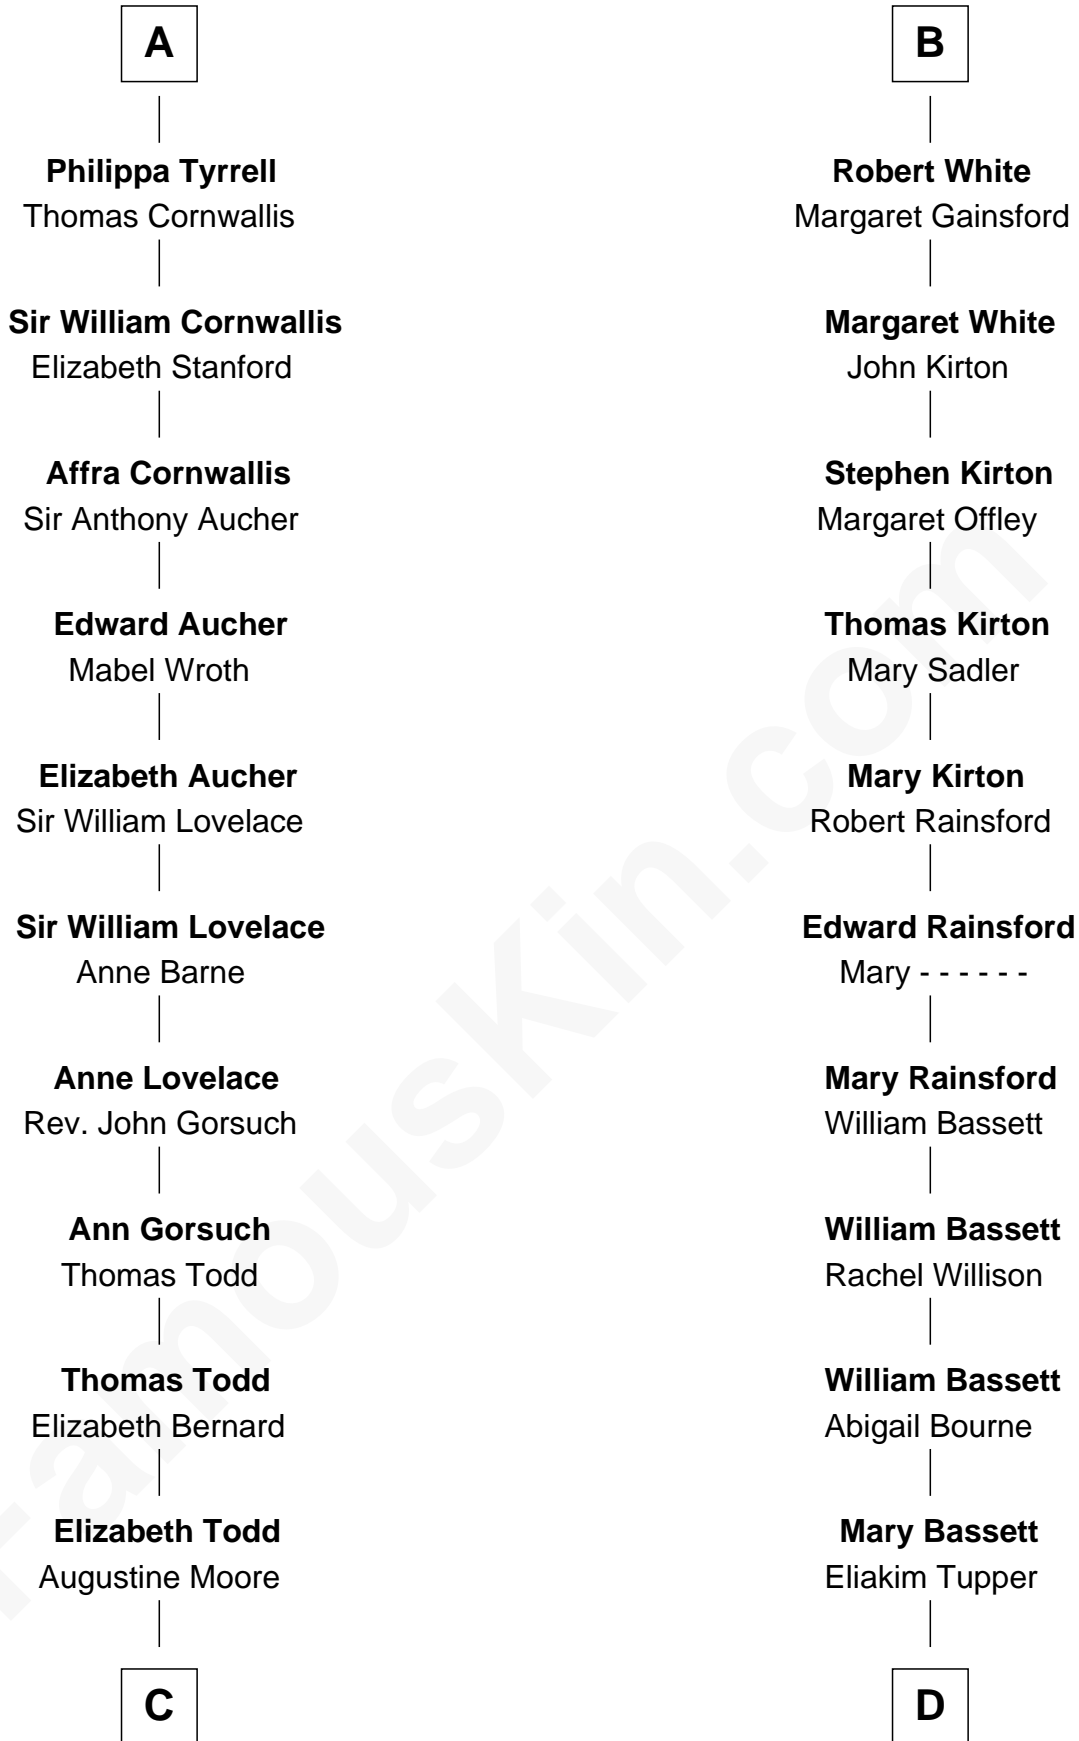 A
Philippa Tyrrell
Thomas Cornwallis
Sir William Cornwallis
Elizabeth Stanford
Affra Cornwallis
Sir Anthony Aucher
Edward Aucher
Mabel Wroth
Elizabeth Aucher
Sir William Lovelace
Sir William Lovelace
Anne Barne
Anne Lovelace
Rev. John Gorsuch
Ann Gorsuch
Thomas Todd
Thomas Todd
Elizabeth Bernard
Elizabeth Todd
Augustine Moore
C
B
Robert White
Margaret Gainsford
Margaret White
John Kirton
Stephen Kirton
Margaret Offley
Thomas Kirton
Mary Sadler
Mary Kirton
Robert Rainsford
Edward Rainsford
Mary - - - - - -
Mary Rainsford
William Bassett
William Bassett
Rachel Willison
William Bassett
Abigail Bourne
Mary Bassett
Eliakim Tupper
D
FamousKin.com